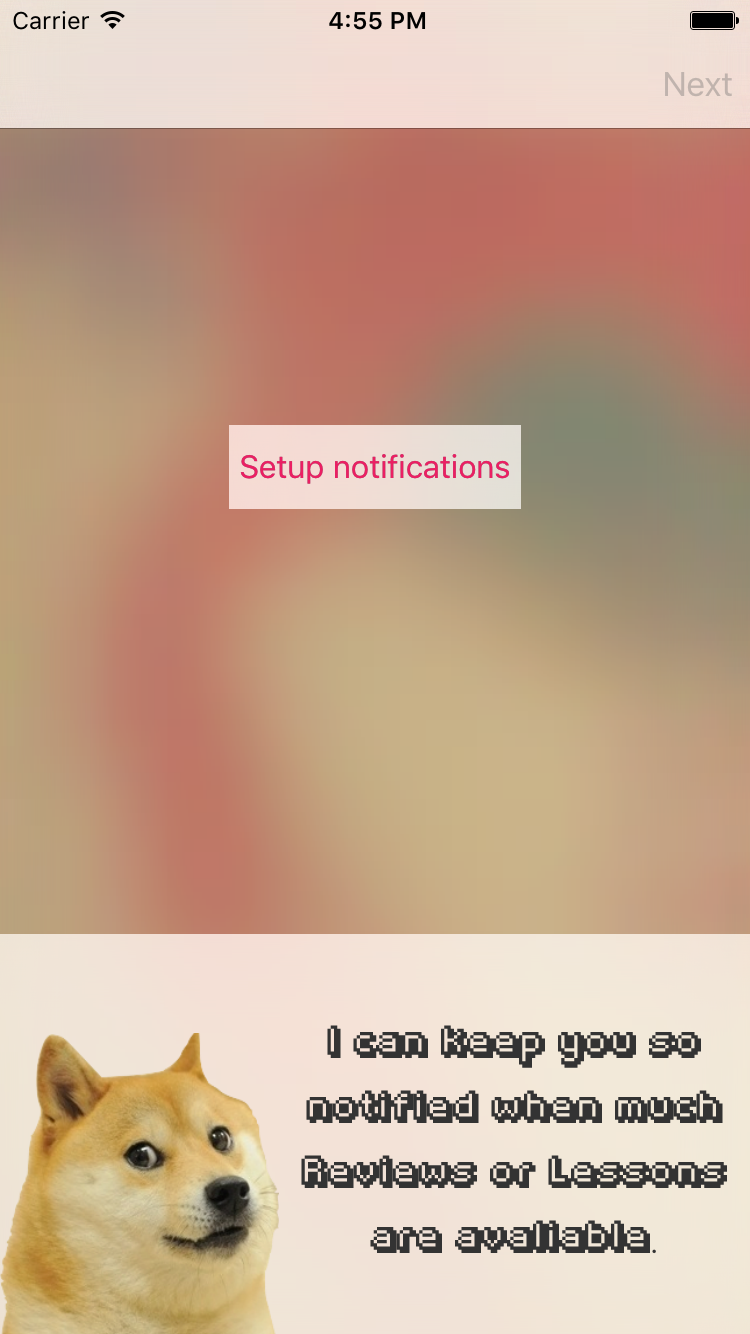 Carrier 4:55 PM
Next
Setup notifications
I can keep you so
notified when much
Reviews or Lessons
are avaliable.